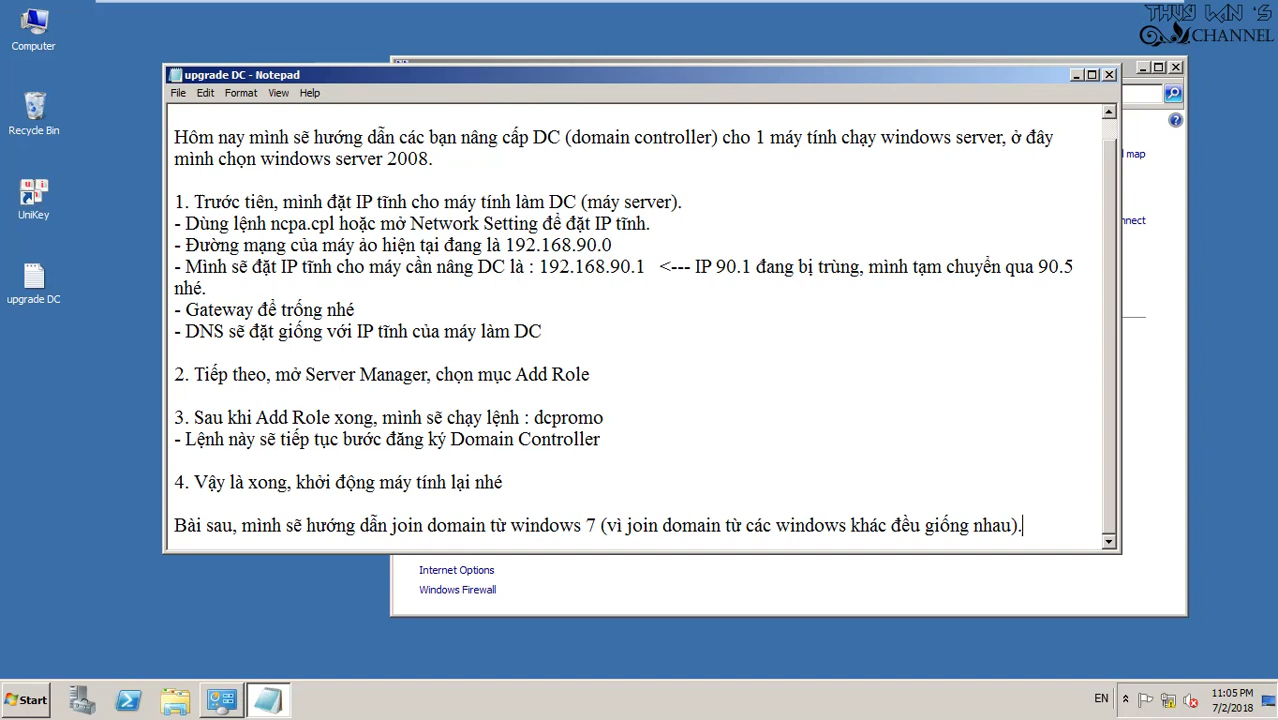 THUY WIN 'S
CHANNEL
Computer
Recycle Bin
UniKey
upgrade DC
upgrade DC - Notepad
File Edit Format View Help
Hôm nay mình sẽ hướng dẫn các bạn nâng cấp DC (domain controller) cho 1 máy tính chạy windows server, ở đây
mình chọn windows server 2008.
1. Trước tiên, mình đặt IP tĩnh cho máy tính làm DC (máy server).
- Dùng lệnh ncpa.cpl hoặc mở Network Setting để đặt IP tĩnh.
- Đường mạng của máy ảo hiện tại đang là 192.168.90.0
- Mình sẽ đặt IP tĩnh cho máy cần nâng DC là : 192.168.90.1 <--- IP 90.1 đang bị trùng, mình tạm chuyển qua 90.5
nhé.
- Gateway để trống nhé
- DNS sẽ đặt giống với IP tĩnh của máy làm DC
2. Tiếp theo, mở Server Manager, chọn mục Add Role
3. Sau khi Add Role xong, mình sẽ chạy lệnh : dcpromo
- Lệnh này sẽ tiếp tục bước đăng ký Domain Controller
4. Vậy là xong, khởi động máy tính lại nhé
Bài sau, mình sẽ hướng dẫn join domain từ windows 7 (vì join domain từ các windows khác đều giống nhau).
map
Internet Options
Windows Firewall
Start
EN
11:05 PM
7/2/2018